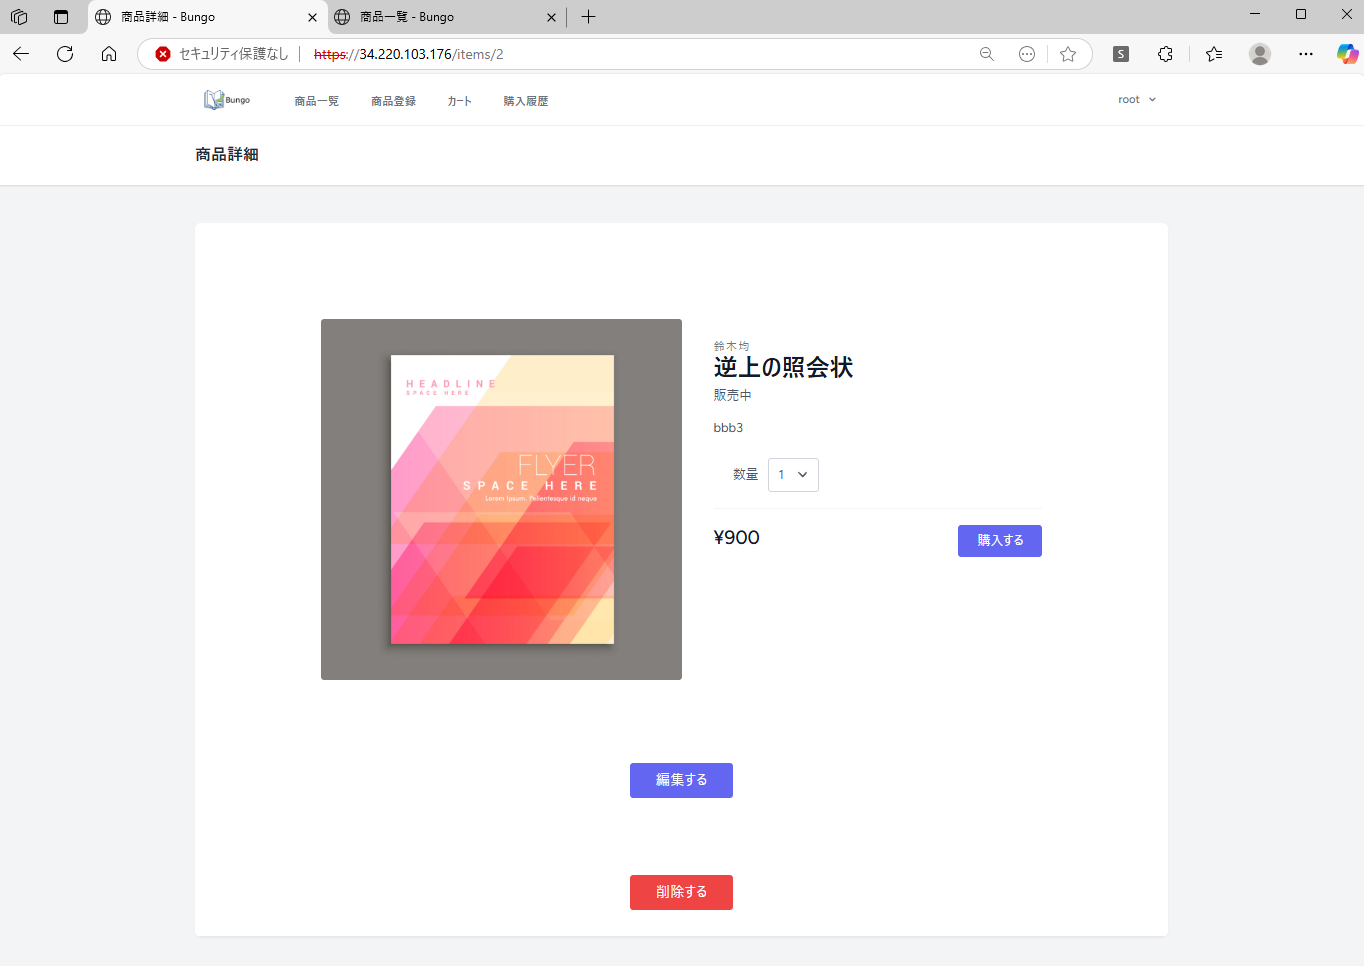 商品詳細 - Bungo
商品一覧 - Bungo
セキュリティ保護なし
https://34.220.103.176/items/2
S
Bungo
商品一覧
商品登録
カート
購入履歴
root
商品詳細
HEADLINE
SPACE HERE
FLYER
SPACE HERE
Lorem Ipsum. Pellentesque id neque
鈴木均
逆上の照会状
販売中
bbb3
数量 1
¥900
購入する
編集する
削除する